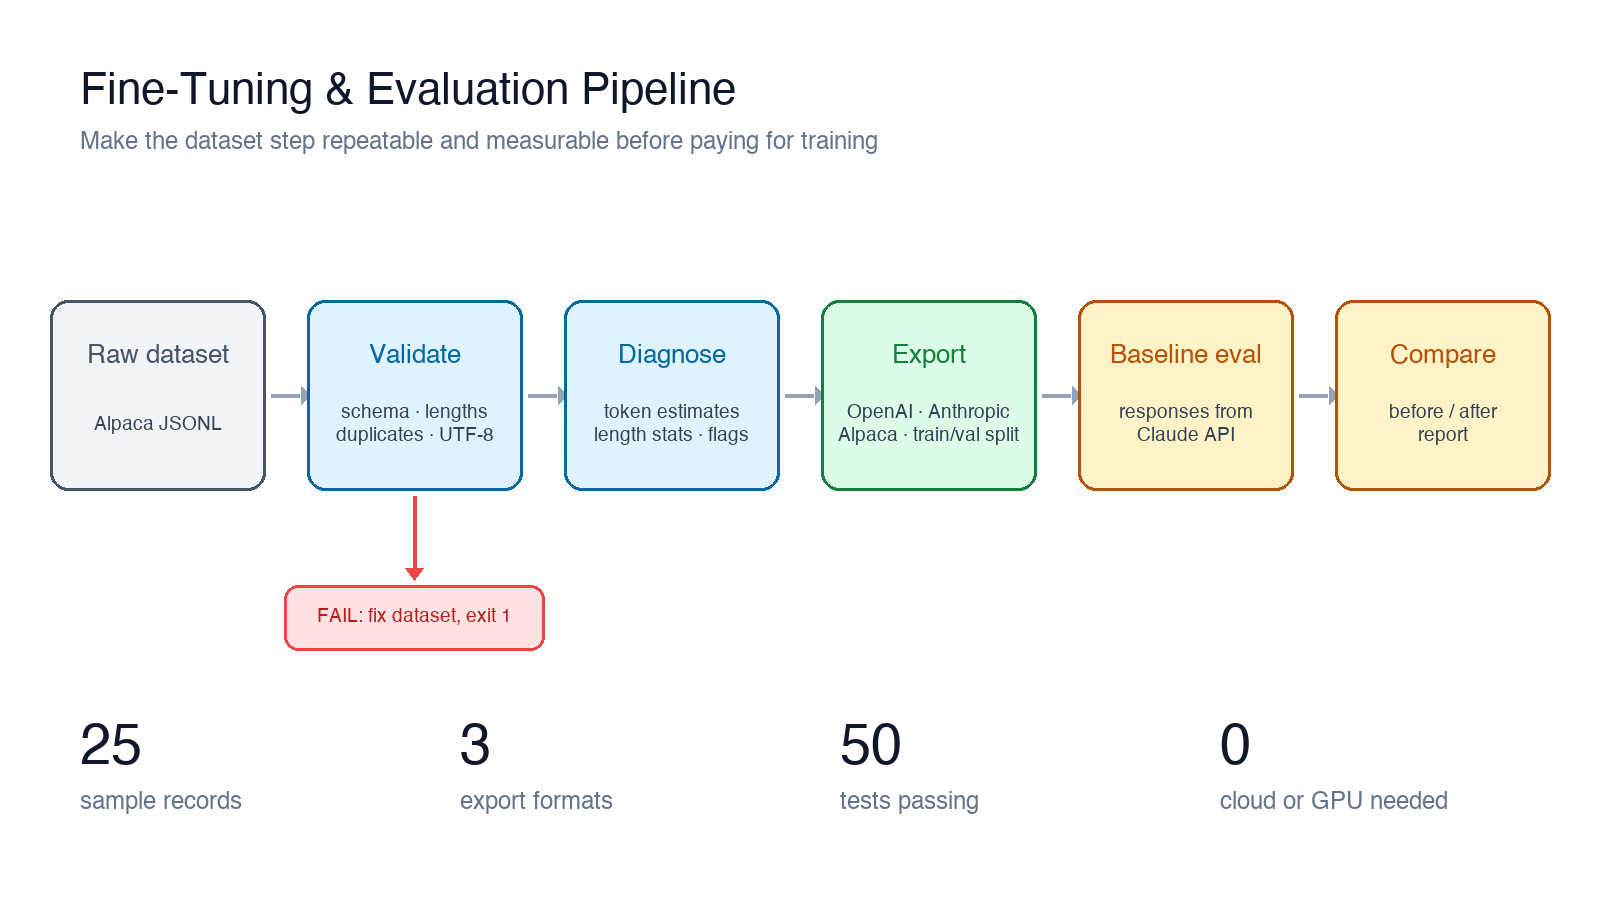 Fine-Tuning & Evaluation Pipeline
Make the dataset step repeatable and measurable before paying for training
Raw dataset
Alpaca JSONL
Validate
schema · lengths
duplicates · UTF-8
Diagnose
token estimates
length stats · flags
Export
OpenAI · Anthropic
Alpaca · train/val split
Baseline eval
responses from
Claude API
Compare
before / after
report
FAIL: fix dataset, exit 1
25
sample records
3
export formats
50
tests passing
0
cloud or GPU needed